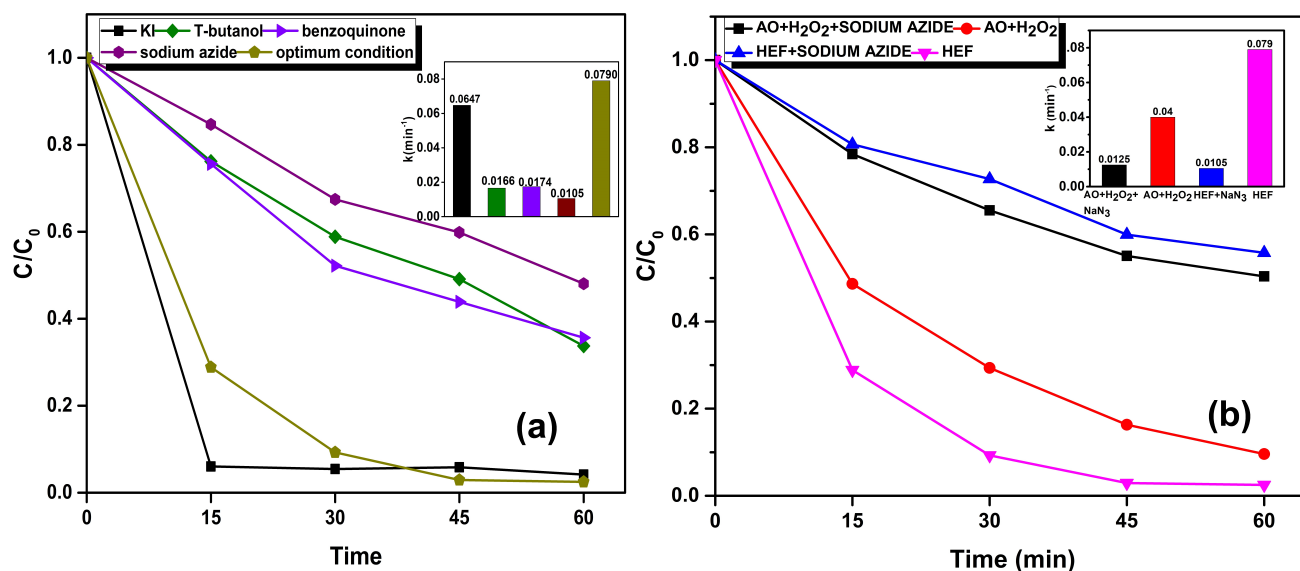 KI T-butanol benzoquinone
sodium azide optimum condition
1.0
0.8
0.6
0.4
0.2
0.0
C/C0
0 15 30 45 60
Time
(a)
0.08
0.06
0.04
0.02
0.00
k(min-1)
0.0647
0.0166
0.0174
0.0105
0.0790
AO+H2O2+SODIUM AZIDE AO+H2O2
HEF+SODIUM AZIDE HEF
1.0
0.8
0.6
0.4
0.2
0.0
C/C0
0 15 30 45 60
Time (min)
(b)
0.08
0.06
0.04
0.02
0.00
k (min-1)
0.0125
0.04
0.0105
0.079
AO+H2O2+ AO+H2O2 HEF+NaN3 HEF
NaN3